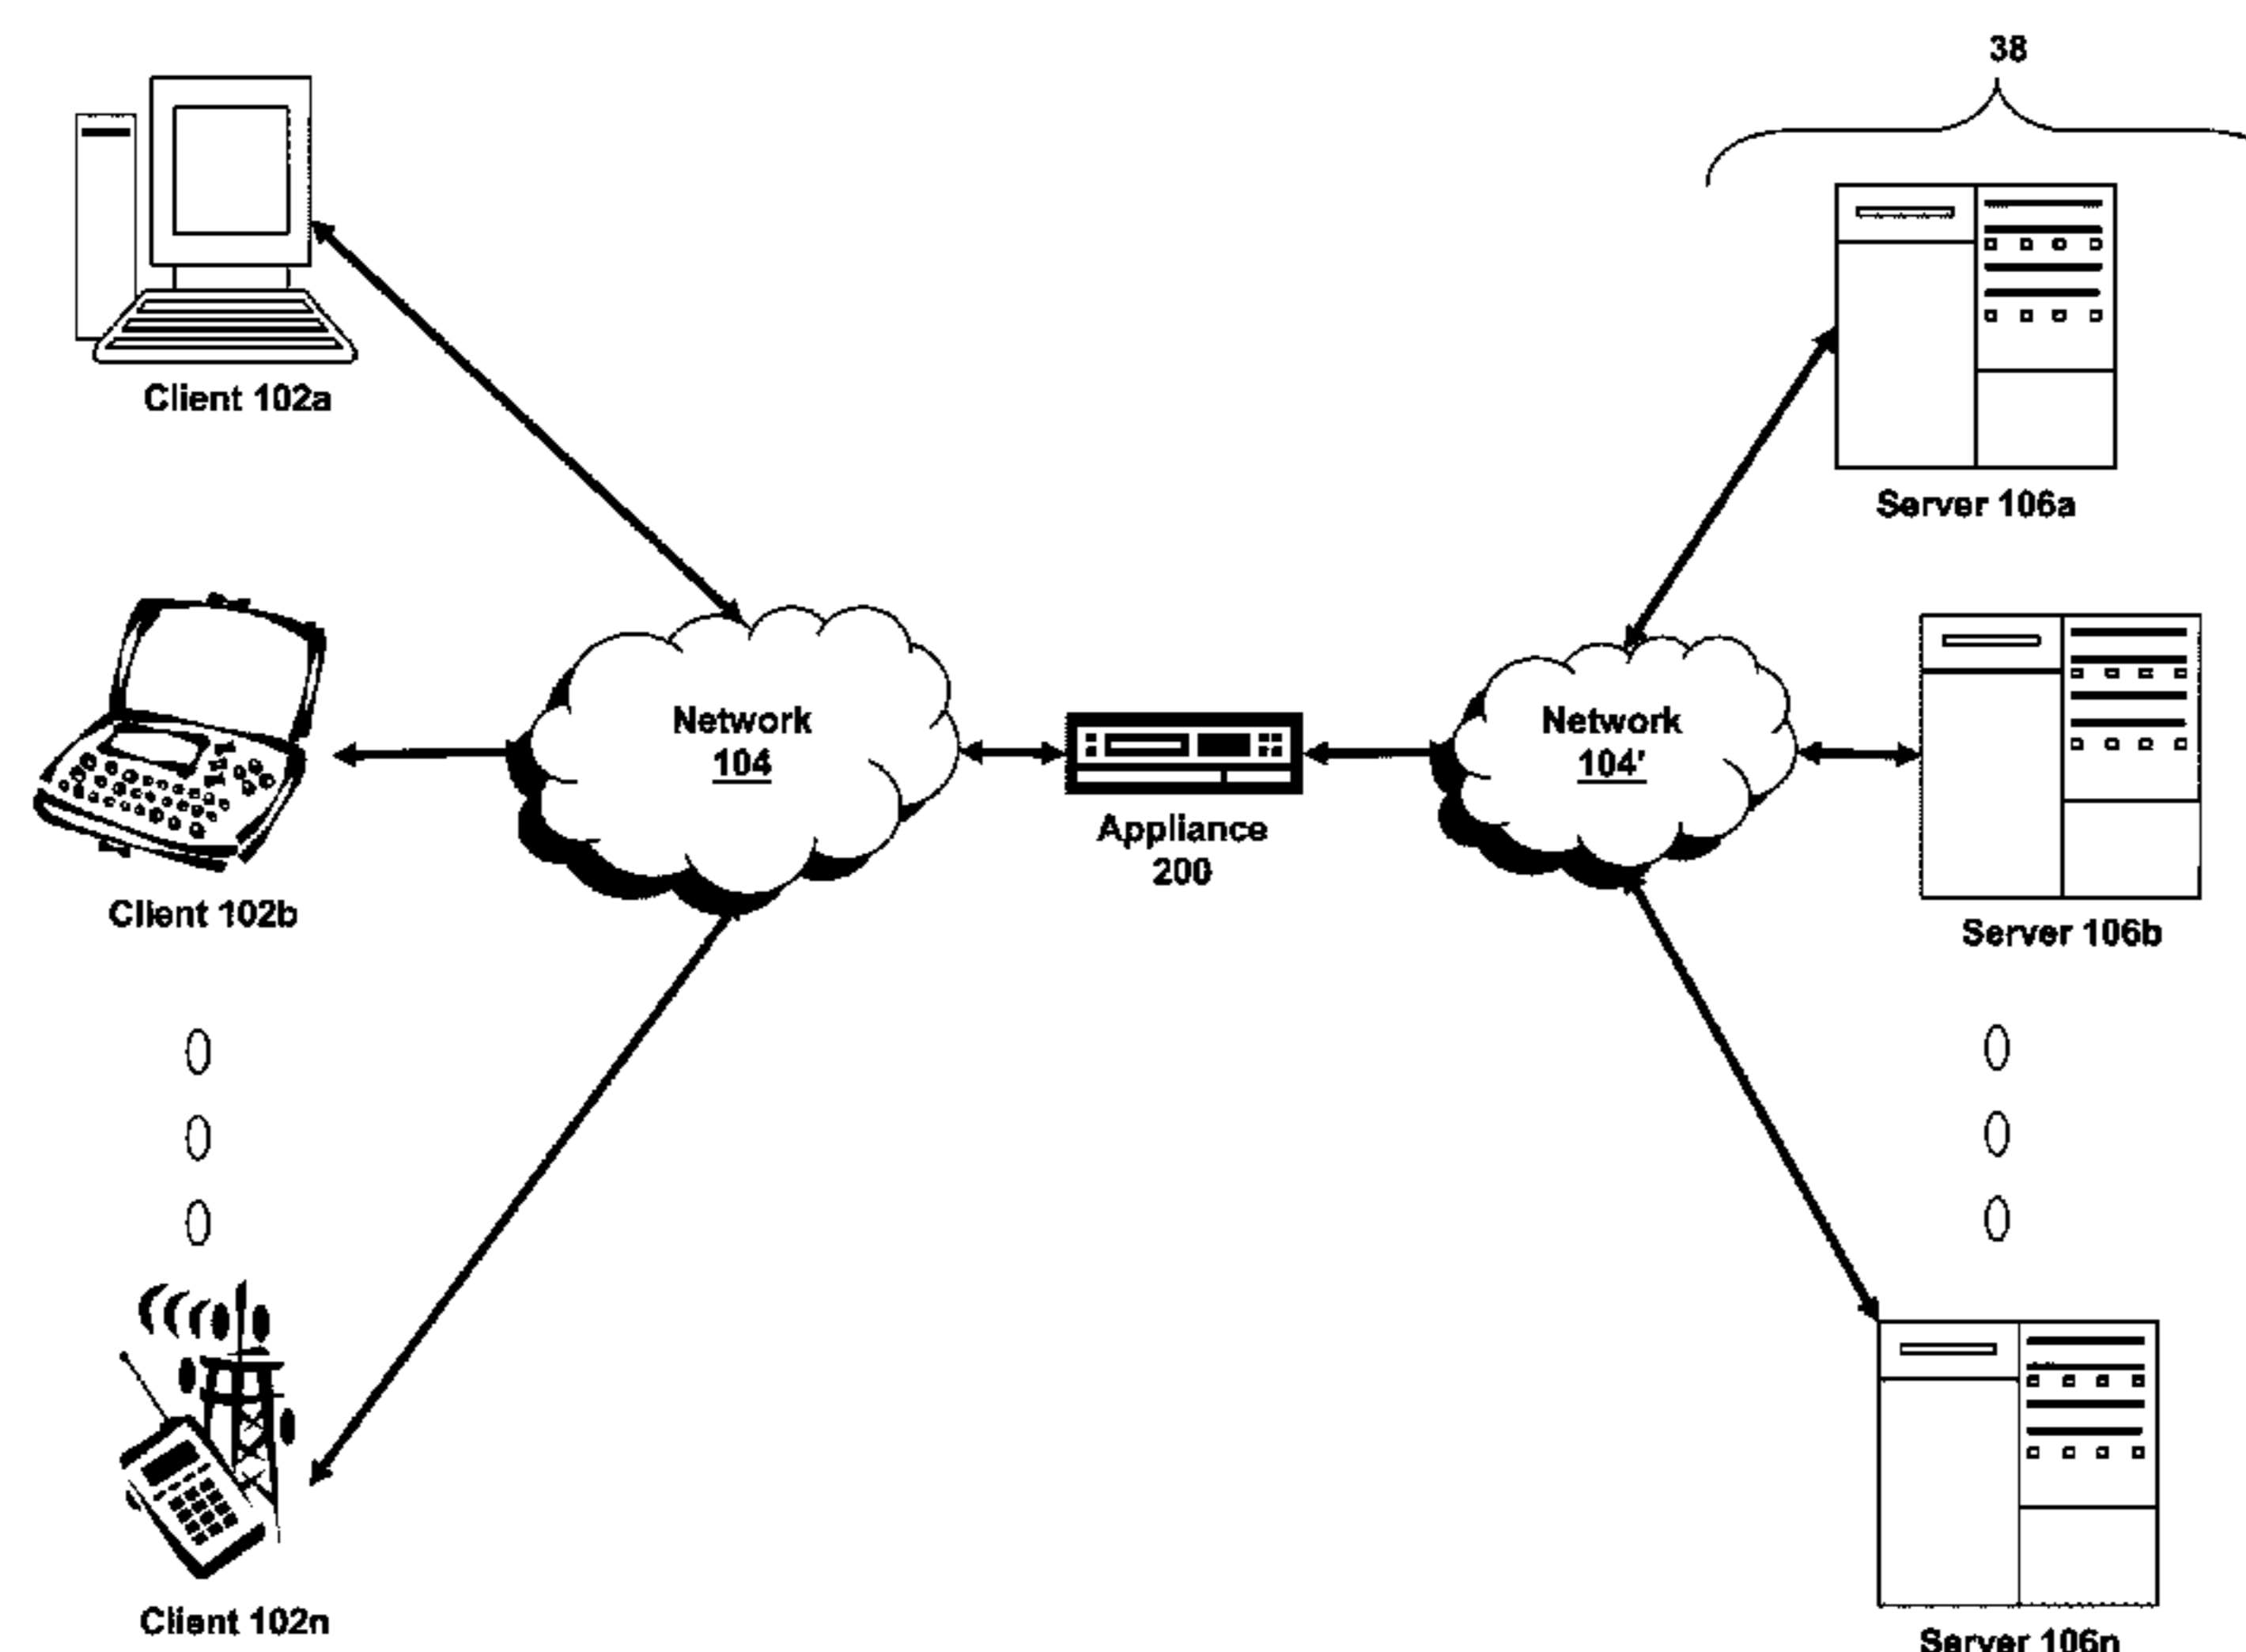 38
Client 102a
Server 106a
Network
104
Network
104'
Appliance
200
Client 102b
Server 106b
Client 102n
Server 106n